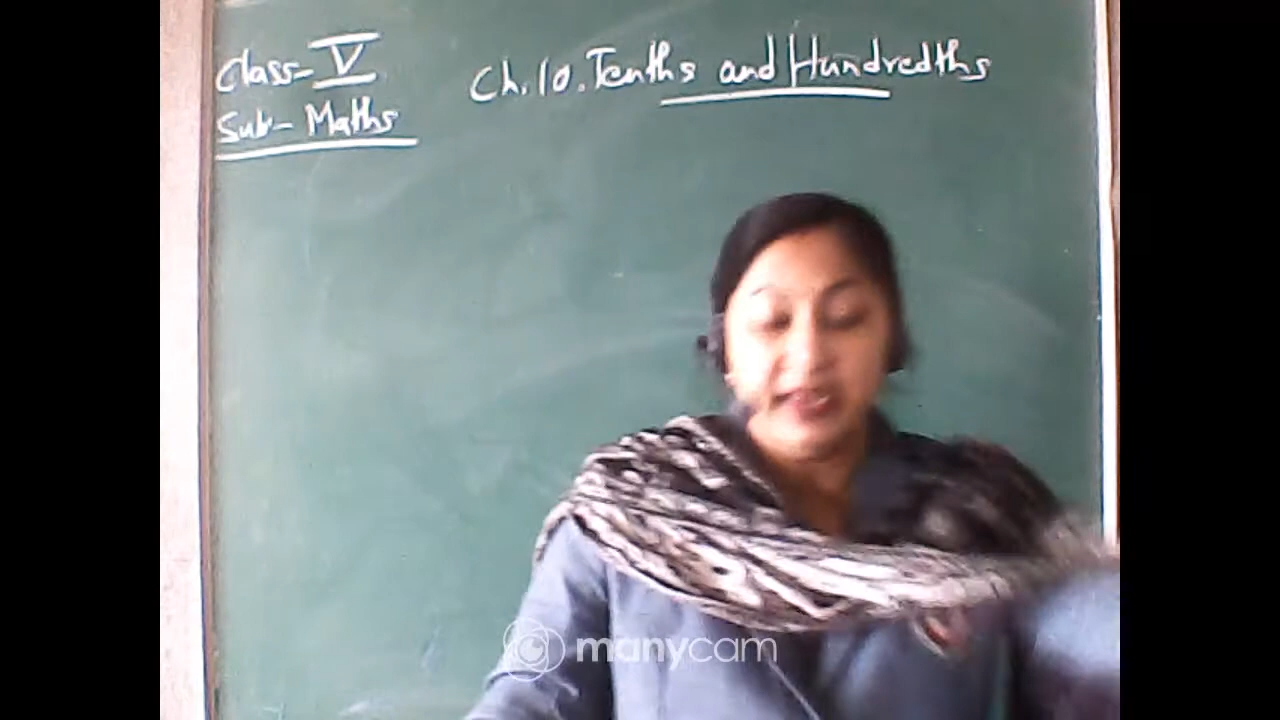 Class- V
Sub- Maths
Ch.10. Tenths and Hundredths
manycam